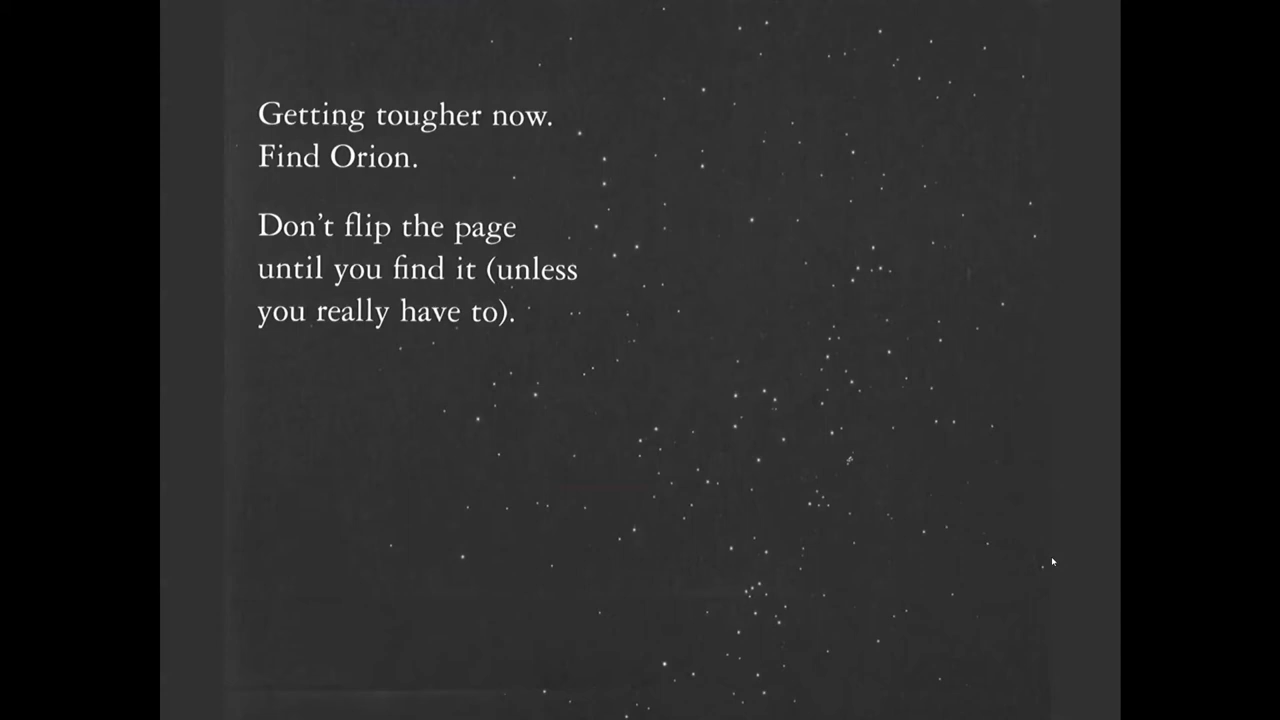 Getting tougher now.
Find Orion.
Don't flip the page
until you find it (unless
you really have to).